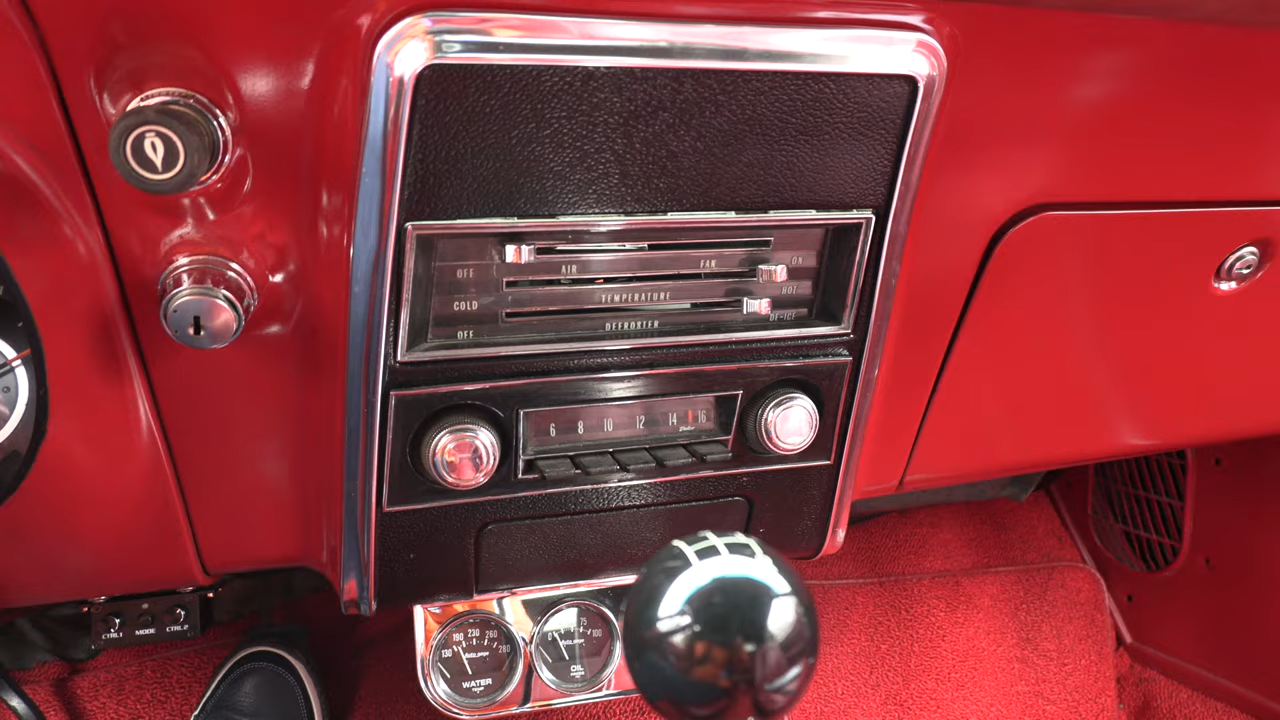 AIR FAN ON
OFF
TEMPERATURE HOT
COLD
DEFROSTER DE-ICE
OFF
6 8 10 12 14 16
CTRL1 MODE CTRL2
130 190 230 260 280
WATER
TEMP
0 75 100
OIL